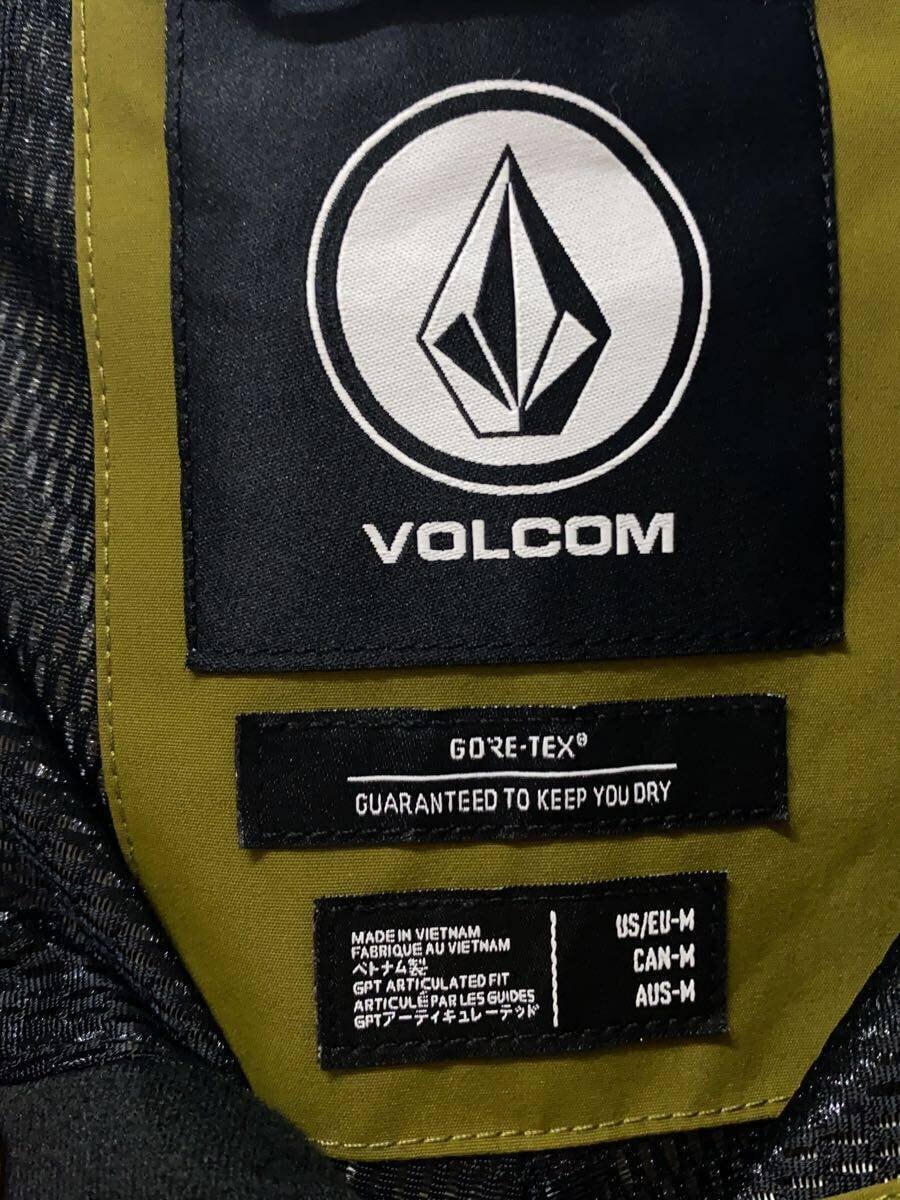 VOLCOM
GORE-TEX®
GUARANTEED TO KEEP YOU DRY
MADE IN VIETNAM
FABRIQUE AU VIETNAM
ベトナム製
GPT ARTICULATED FIT
ARTICULÉ PAR LES GUIDES
GPTアーティキュレーテッド
US/EU-M
CAN-M
AUS-M